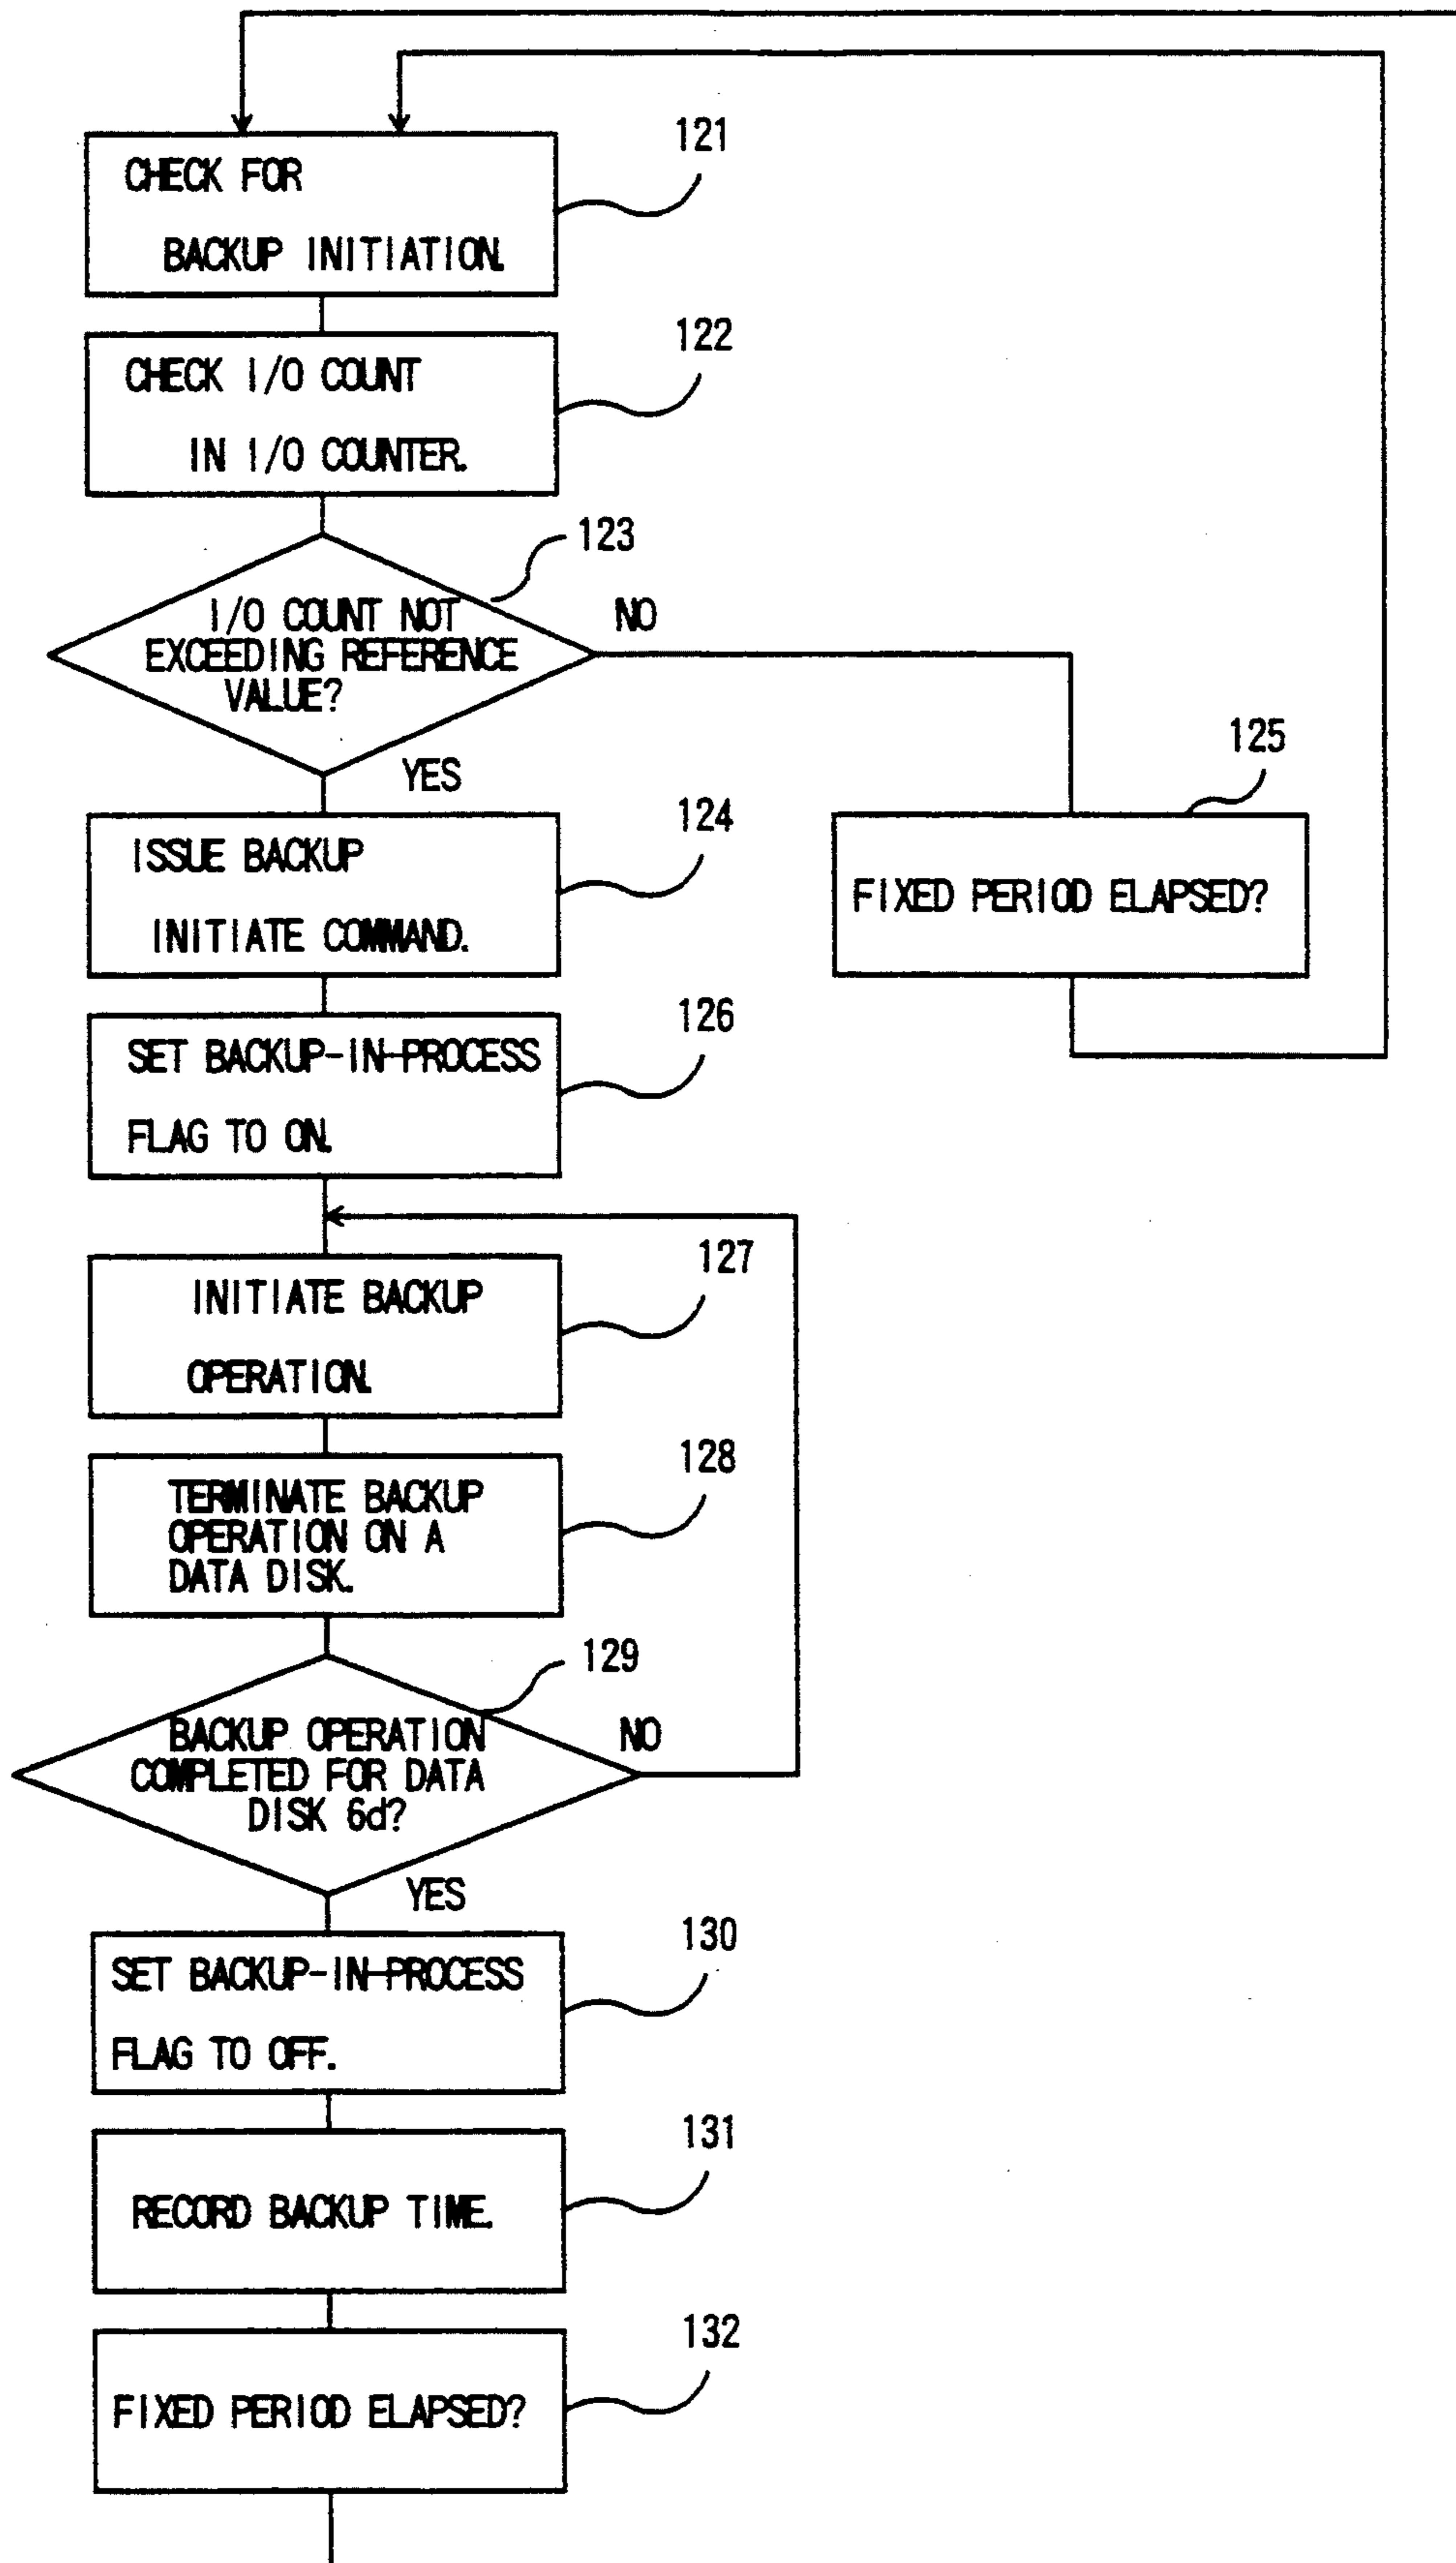 CHECK FOR
BACKUP INITIATION.
121
CHECK I/O COUNT
IN I/O COUNTER.
122
123
I/O COUNT NOT
EXCEEDING REFERENCE
VALUE?
NO
YES
125
FIXED PERIOD ELAPSED?
ISSUE BACKUP
INITIATE COMMAND.
124
SET BACKUP-IN-PROCESS
FLAG TO ON.
126
INITIATE BACKUP
OPERATION.
127
TERMINATE BACKUP
OPERATION ON A
DATA DISK.
128
129
BACKUP OPERATION
COMPLETED FOR DATA
DISK 6d?
NO
YES
SET BACKUP-IN-PROCESS
FLAG TO OFF.
130
RECORD BACKUP TIME.
131
FIXED PERIOD ELAPSED?
132